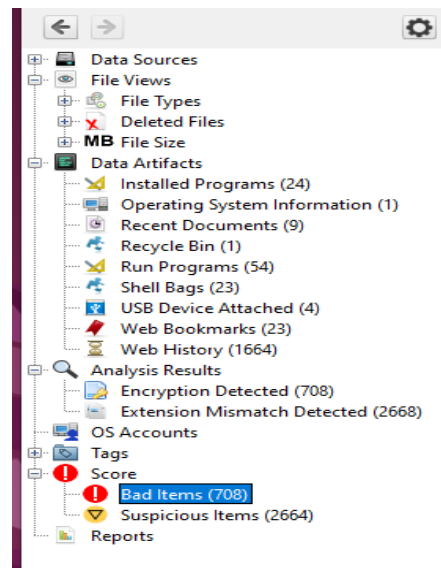 Data Sources
File Views
File Types
Deleted Files
MB File Size
Data Artifacts
Installed Programs (24)
Operating System Information (1)
Recent Documents (9)
Recycle Bin (1)
Run Programs (54)
Shell Bags (23)
USB Device Attached (4)
Web Bookmarks (23)
Web History (1664)
Analysis Results
Encryption Detected (708)
Extension Mismatch Detected (2668)
OS Accounts
Tags
Score
Bad Items (708)
Suspicious Items (2664)
Reports